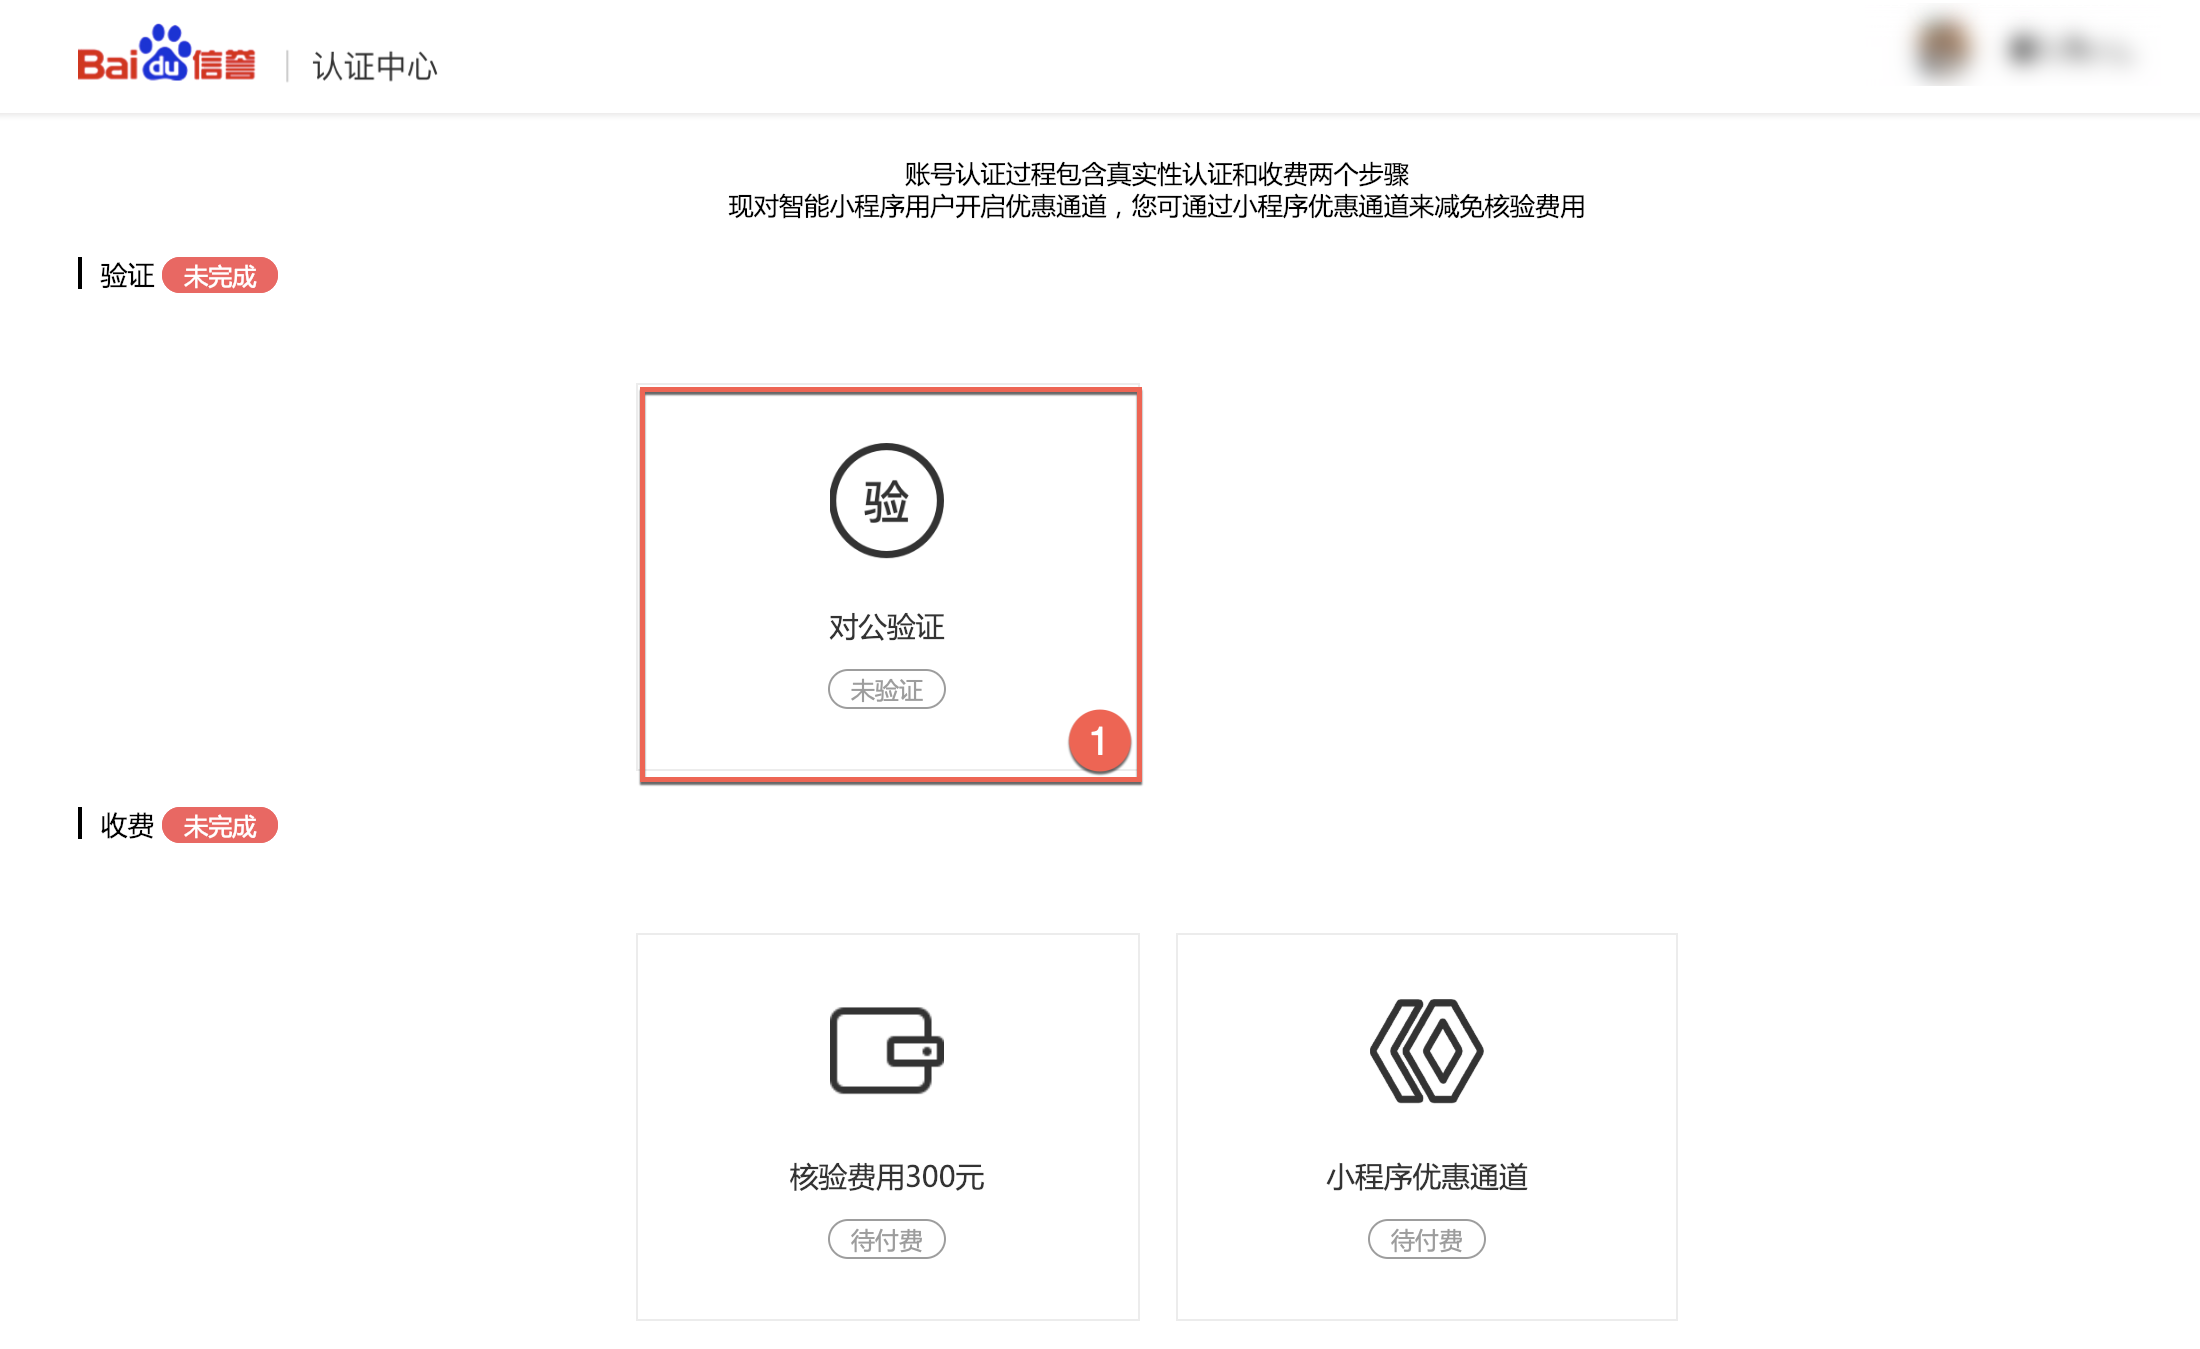 Baidu信誉 | 认证中心
账号认证过程包含真实性认证和收费两个步骤
现对智能小程序用户开启优惠通道，您可通过小程序优惠通道来减免核验费用
验证 未完成
验
对公验证
未验证
1
收费 未完成
核验费用300元 小程序优惠通道
待付费 待付费